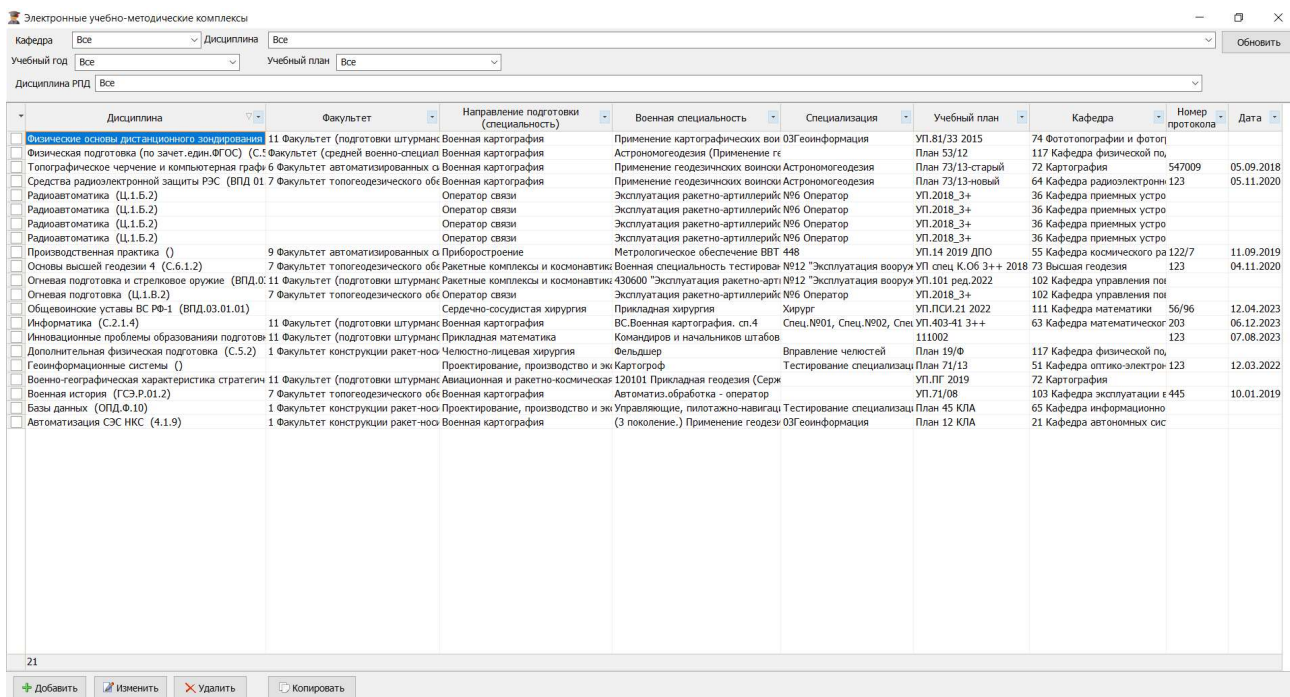 Электронные учебно-методические комплексы
Кафедра Все Дисциплина Все Обновить
Учебный год Все Учебный план Все
Дисциплина РПД Все
Дисциплина Факультет Направление подготовки (специальность) Военная специальность Специализация Учебный план Кафедра Номер протокола Дата
Физические основы дистанционного зондирования 11 Факультет (подготовки штурманс Военная картография Применение картографических вои 03Геоинформация УП.81/33 2015 74 Фототопографии и фотог
Физическая подготовка (по зачет.един.ФГОС) (С.5 Факультет (средней военно-специал Военная картография Астрономогеодезия (Применение ге План 53/12 117 Кафедра физической по
Топографическое черчение и компьютерная графи 6 Факультет автоматизированных с Военная картография Применение геодезичнских воински Астрономогеодезия План 73/13-старый 72 Картография 547009 05.09.2018
Средства радиоэлектронной защиты РЭС (ВПД 01 7 Факультет топогеодезического обе Военная картография Применение геодезичнских воински Астрономогеодезия План 73/13-новый 64 Кафедра радиоэлектронн 123 05.11.2020
Радиоавтоматика (Ц.1.Б.2) Оператор связи Эксплуатация ракетно-артиллерийс №6 Оператор УП.2018_3+ 36 Кафедра приемных устро
Радиоавтоматика (Ц.1.Б.2) Оператор связи Эксплуатация ракетно-артиллерийс №6 Оператор УП.2018_3+ 36 Кафедра приемных устро
Радиоавтоматика (Ц.1.Б.2) Оператор связи Эксплуатация ракетно-артиллерийс №6 Оператор УП.2018_3+ 36 Кафедра приемных устро
Радиоавтоматика (Ц.1.Б.2) Оператор связи Эксплуатация ракетно-артиллерийс №6 Оператор УП.2018_3+ 36 Кафедра приемных устро
Производственная практика () 9 Факультет автоматизированных с Приборостроение Метрологическое обеспечение ВВТ 448 УП.14 2019 ДПО 55 Кафедра космического ра 122/7 11.09.2019
Основы высшей геодезии 4 (С.6.1.2) 7 Факультет топогеодезического обе Ракетные комплексы и космонавтика Военная специальность тестирован №12 "Эксплуатация вооруж УП спец К.Об 3++ 2018 73 Высшая геодезия 123 04.11.2020
Огневая подготовка и стрелковое оружие (ВПД.0 11 Факультет (подготовки штурманс Ракетные комплексы и космонавтика 430600 "Эксплуатация ракетно-арти №12 "Эксплуатация вооруж УП.101 ред.2022 102 Кафедра управления пов
Огневая подготовка (Ц.1.В.2) 7 Факультет топогеодезического обе Оператор связи Эксплуатация ракетно-артиллерийс №6 Оператор УП.2018_3+ 102 Кафедра управления пов
Общевоинские уставы ВС РФ-1 (ВПД.03.01.01) Сердечно-сосудистая хирургия Прикладная хирургия Хирург УП.ПСИ.21 2022 111 Кафедра математики 56/96 12.04.2023
Информатика (С.2.1.4) 11 Факультет (подготовки штурманс Военная картография ВС.Военная картография. сп.4 Спец.№01, Спец.№02, Спец УП.403-41 3++ 63 Кафедра математическог 203 06.12.2023
Инновационные проблемы образованияи подготовк 11 Факультет (подготовки штурманс Прикладная математика Командиров и начальников штабов 111002 123 07.08.2023
Дополнительная физическая подготовка (С.5.2) 1 Факультет конструкции ракет-нос Челюстно-лицевая хирургия Фельдшер Вправление челюстей План 19/Ф 117 Кафедра физической по
Геоинформационные системы () Проектирование, производство и эк Картогроф Тестирование специализаци План 71/13 51 Кафедра оптико-электрон 123 12.03.2022
Военно-географическая характеристика стратегич 11 Факультет (подготовки штурманс Авиационная и ракетно-космическая 120101 Прикладная геодезия (Серж УП.ПГ 2019 72 Картография
Военная история (ГСЭ.Р.01.2) 7 Факультет топогеодезического обе Военная картография Автоматиз.обработка - оператор УП.71/08 103 Кафедра эксплуатации в 445 10.01.2019
Базы данных (ОПД.Ф.10) 1 Факультет конструкции ракет-нос Проектирование, производство и эк Управляющие, пилотажно-навигаци Тестирование специализаци План 45 КЛА 65 Кафедра информационно
Автоматизация СЭС НКС (4.1.9) 1 Факультет конструкции ракет-нос Военная картография (3 поколение.) Применение геодези 03Геоинформация План 12 КЛА 21 Кафедра автономных сис
21
Добавить Изменить Удалить Копировать